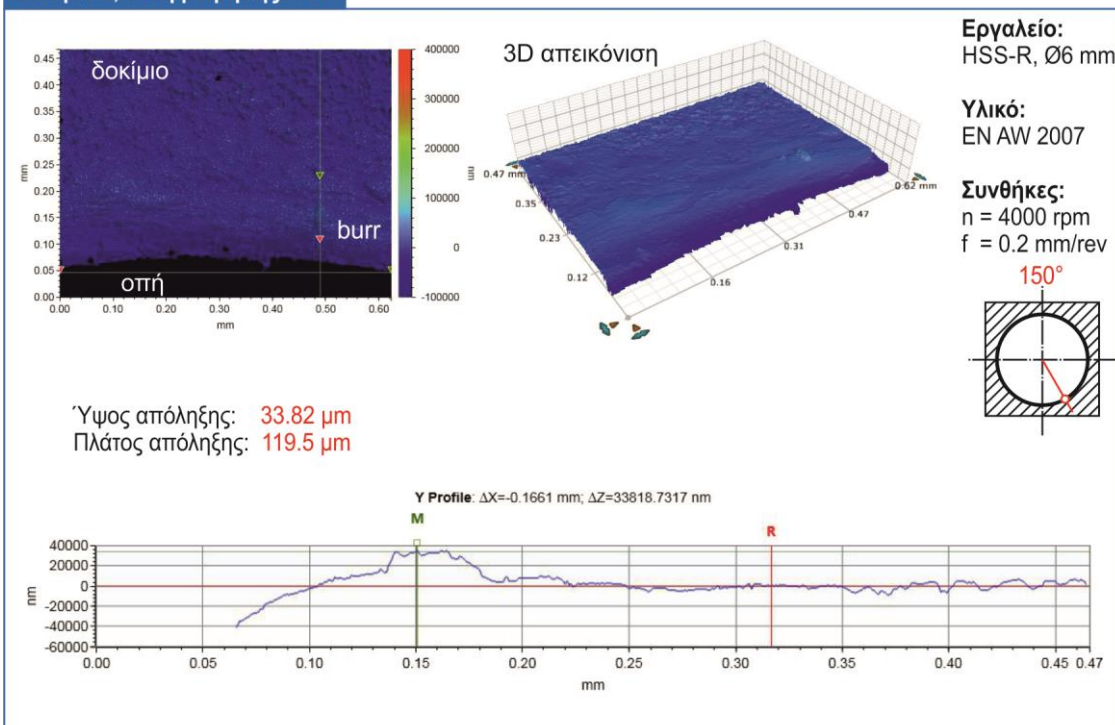 δοκίμιο
burr
οπή
0.45
0.40
0.35
0.30
0.25
0.20
0.15
0.10
0.05
0.00
mm
0.00 0.10 0.20 0.30 0.40 0.50 0.60
mm
400000
300000
200000
100000
0
-100000
nm
3D απεικόνιση
0.47 mm
0.35
0.23
0.12
0.16
0.31
0.47
0.62 mm
Εργαλείο:
HSS-R, Ø6 mm
Υλικό:
EN AW 2007
Συνθήκες:
n = 4000 rpm
f = 0.2 mm/rev
150°
Ύψος απόληξης: 33.82 μm
Πλάτος απόληξης: 119.5 μm
Y Profile: ΔX=-0.1661 mm; ΔZ=33818.7317 nm
M
R
40000
20000
0
-20000
-40000
-60000
nm
0.00 0.05 0.10 0.15 0.20 0.25 0.30 0.35 0.40 0.45 0.47
mm